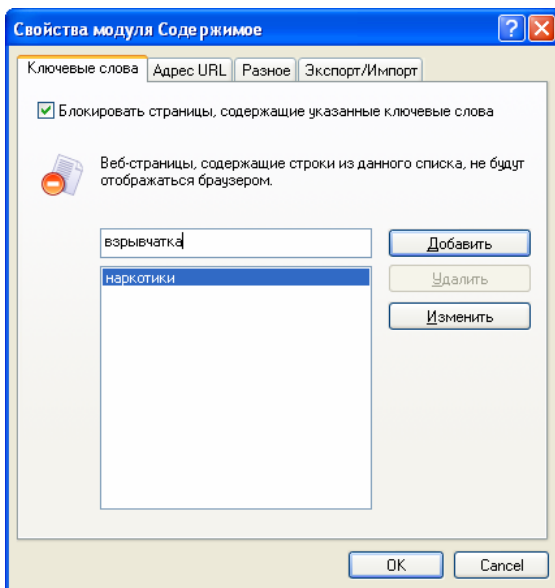 Свойства модуля Содержимое
Ключевые слова Адрес URL Разное Экспорт/Импорт
Блокировать страницы, содержащие указанные ключевые слова
Веб-страницы, содержащие строки из данного списка, не будут
отображаться браузером.
взрывчатка
Добавить
наркотики
Удалить
Изменить
OK Cancel